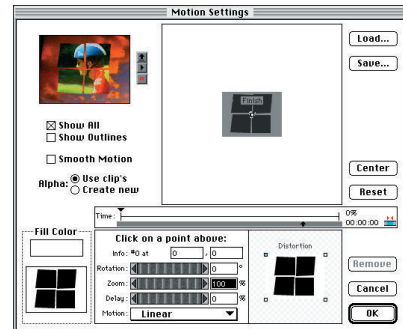 Motion Settings
Load...
Save...
Finish
Show All
Show Outlines
Smooth Motion
Alpha: Use clip's
Create new
Center
Reset
Time:
0%
00:00:00
Fill Color
Click on a point above:
Info: #0 at 0 , 0
Rotation: 0 °
Zoom: 100 %
Delay: 0 %
Motion: Linear
Distortion
Remove
Cancel
OK